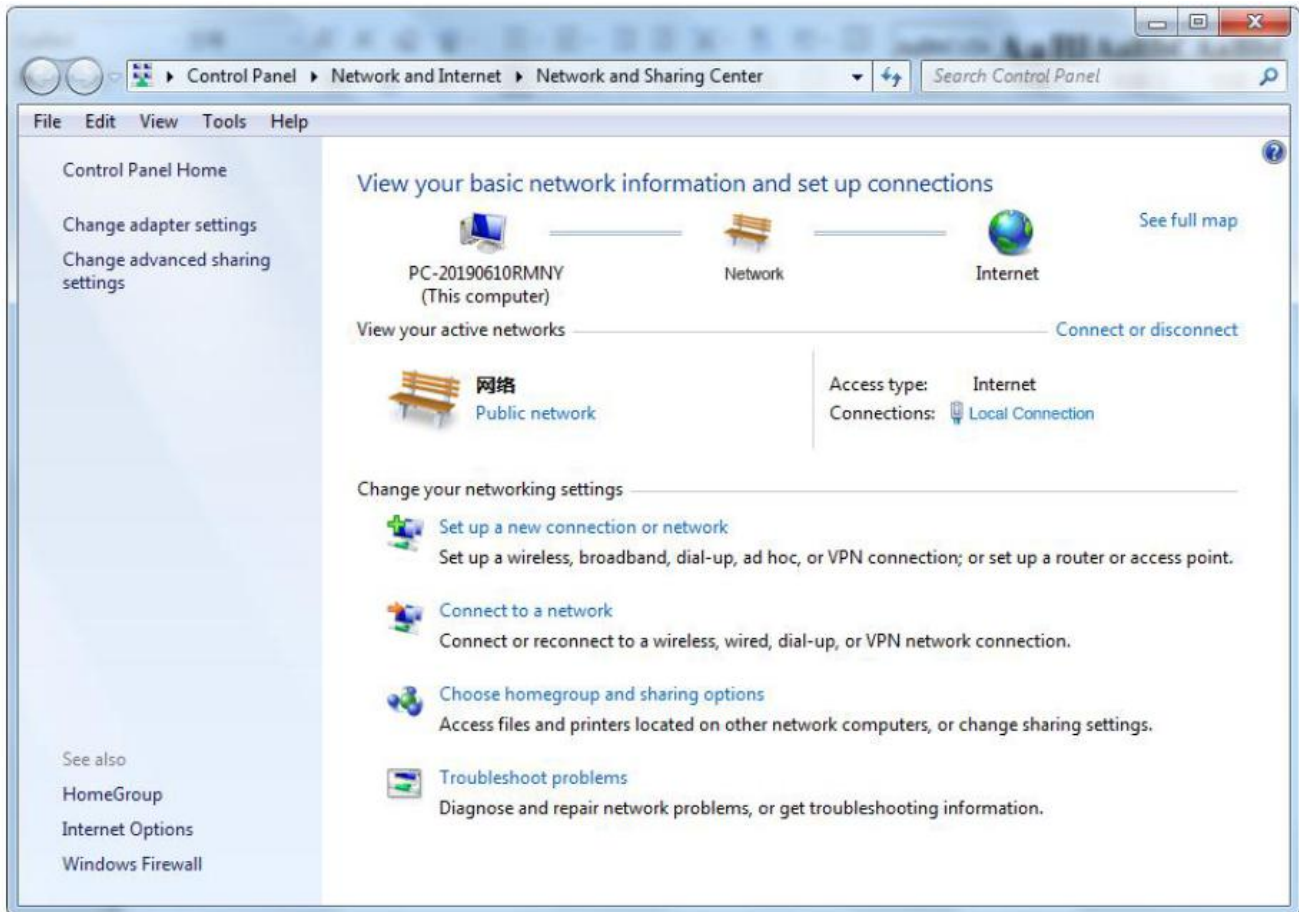 Control Panel Network and Internet Network and Sharing Center Search Control Panel
File Edit View Tools Help
Control Panel Home
Change adapter settings
Change advanced sharing
settings
See also
HomeGroup
Internet Options
Windows Firewall
View your basic network information and set up connections
See full map
PC-20190610RMNY
(This computer)
Network
Internet
View your active networks
Connect or disconnect
网络
Public network
Access type: Internet
Connections: Local Connection
Change your networking settings
Set up a new connection or network
Set up a wireless, broadband, dial-up, ad hoc, or VPN connection; or set up a router or access point.
Connect to a network
Connect or reconnect to a wireless, wired, dial-up, or VPN network connection.
Choose homegroup and sharing options
Access files and printers located on other network computers, or change sharing settings.
Troubleshoot problems
Diagnose and repair network problems, or get troubleshooting information.